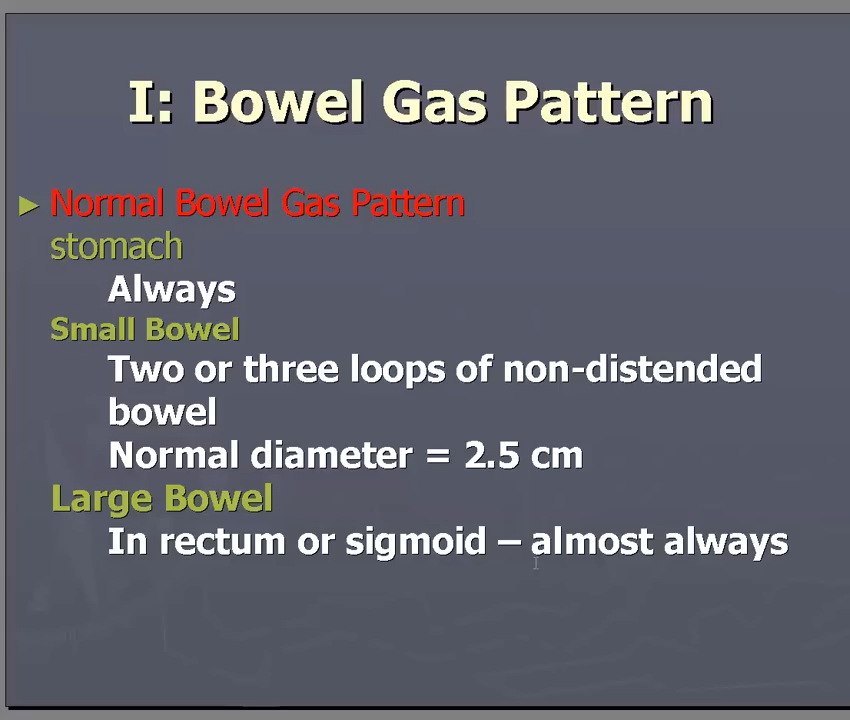 I: Bowel Gas Pattern
► Normal Bowel Gas Pattern
stomach
Always
Small Bowel
Two or three loops of non-distended
bowel
Normal diameter = 2.5 cm
Large Bowel
In rectum or sigmoid – almost always